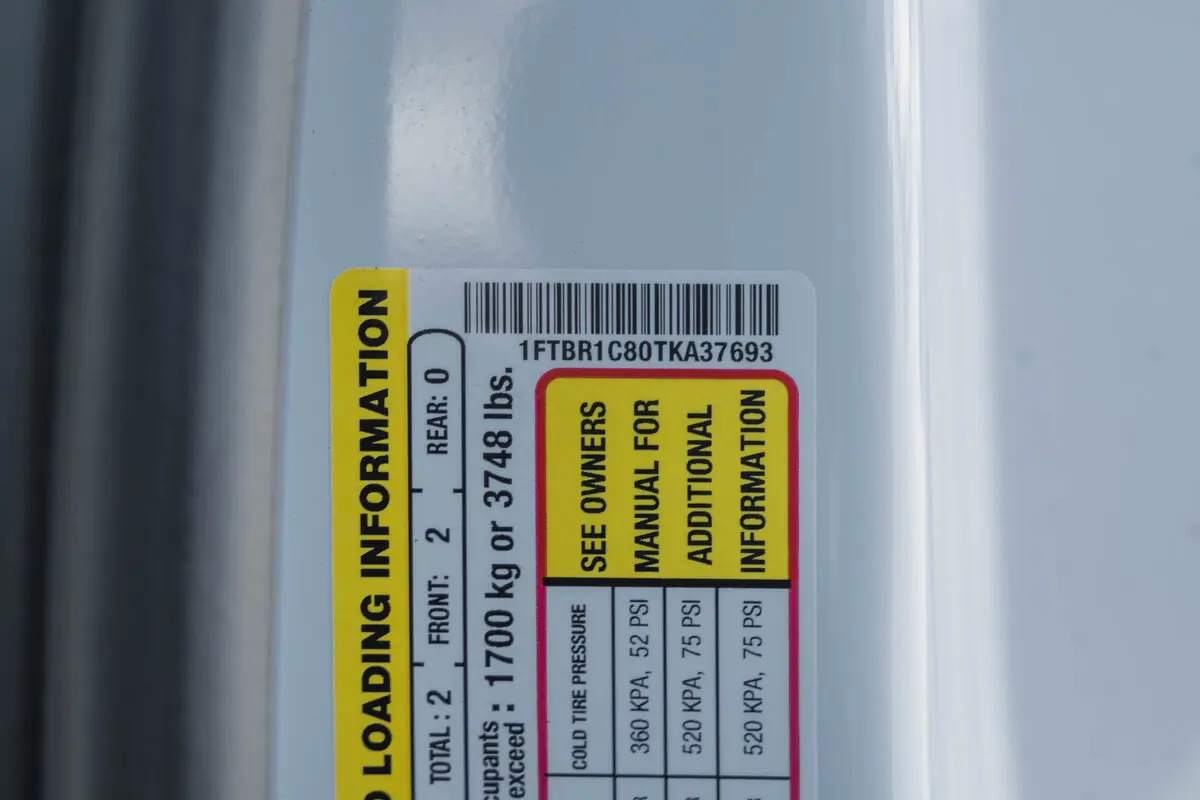 1FTBR1C80TKA37693
LOADING INFORMATION
TOTAL : 2 FRONT: 2 REAR: 0
exceed : 1700 kg or 3748 lbs.
COLD TIRE PRESSURE
360 KPA, 52 PSI
520 KPA, 75 PSI
520 KPA, 75 PSI
SEE OWNERS
MANUAL FOR
ADDITIONAL
INFORMATION